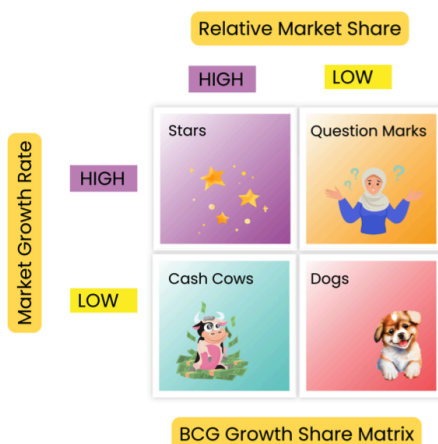 Relative Market Share
HIGH
LOW
Market Growth Rate
HIGH
Stars
Question Marks
LOW
Cash Cows
Dogs
BCG Growth Share Matrix